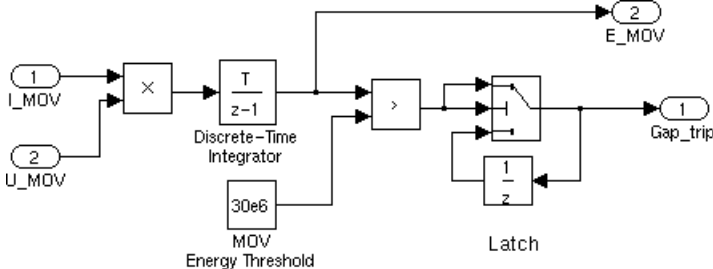 2
E_MOV
1
I_MOV
×
T
z−1
Discrete−Time
Integrator
>
1
Gap_trip
2
U_MOV
30e6
MOV
Energy Threshold
1
z
Latch